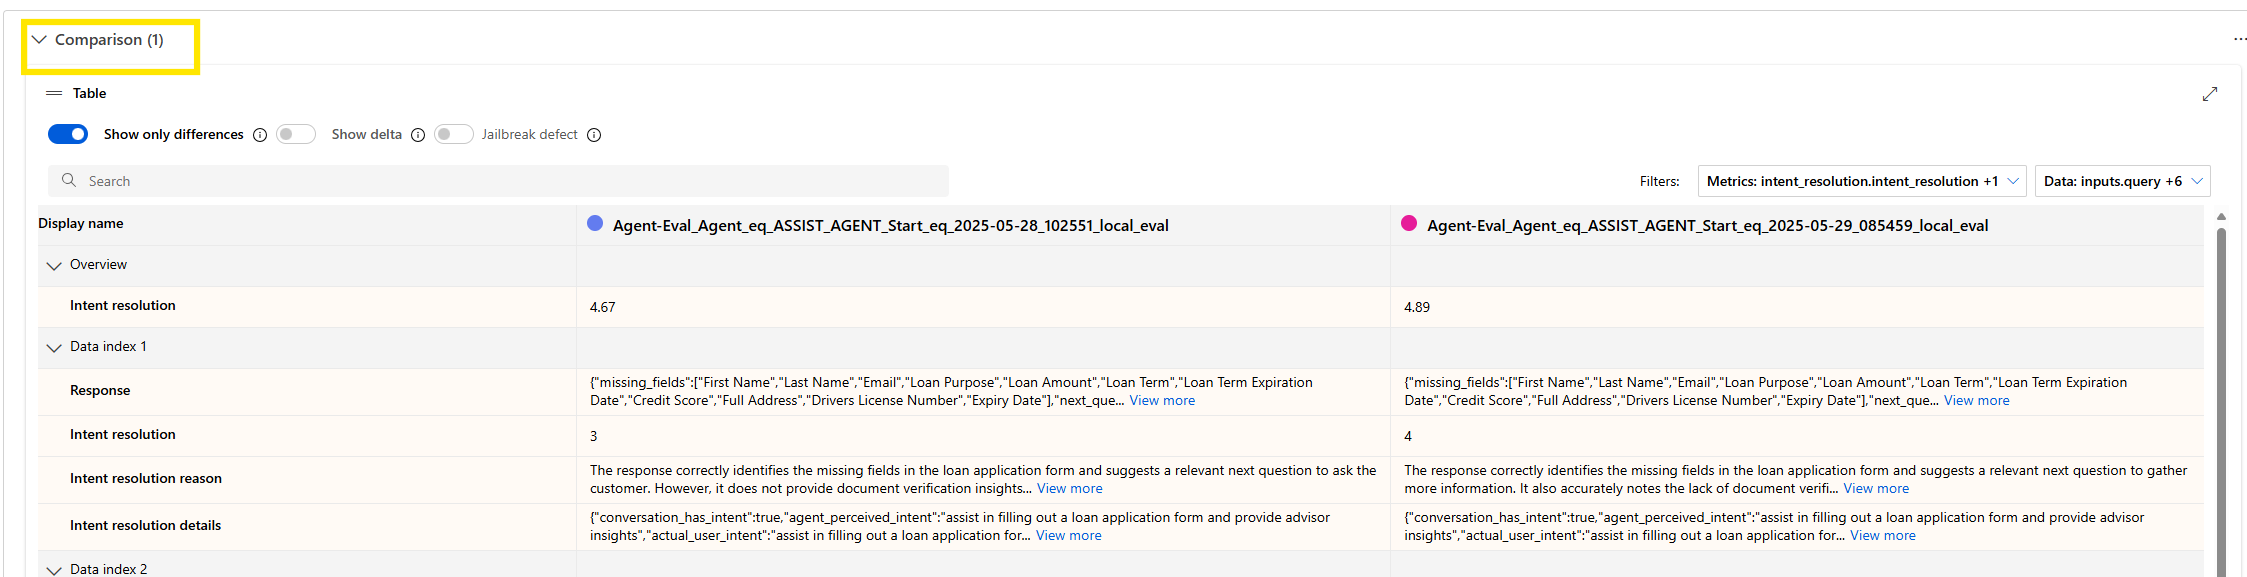 Comparison (1)
...
Table
Show only differences Show delta Jailbreak defect
Search
Filters: Metrics: intent_resolution.intent_resolution +1 Data: inputs.query +6
Display name Agent-Eval_Agent_eq_ASSIST_AGENT_Start_eq_2025-05-28_102551_local_eval Agent-Eval_Agent_eq_ASSIST_AGENT_Start_eq_2025-05-29_085459_local_eval
Overview
Intent resolution 4.67 4.89
Data index 1
Response
{"missing_fields":["First Name","Last Name","Email","Loan Purpose","Loan Amount","Loan Term","Loan Term Expiration
Date","Credit Score","Full Address","Drivers License Number","Expiry Date"],"next_que... View more
{"missing_fields":["First Name","Last Name","Email","Loan Purpose","Loan Amount","Loan Term","Loan Term Expiration
Date","Credit Score","Full Address","Drivers License Number","Expiry Date"],"next_que... View more
Intent resolution 3 4
Intent resolution reason
The response correctly identifies the missing fields in the loan application form and suggests a relevant next question to ask the
customer. However, it does not provide document verification insights... View more
The response correctly identifies the missing fields in the loan application form and suggests a relevant next question to gather
more information. It also accurately notes the lack of document verifi... View more
Intent resolution details
{"conversation_has_intent":true,"agent_perceived_intent":"assist in filling out a loan application form and provide advisor
insights","actual_user_intent":"assist in filling out a loan application for... View more
{"conversation_has_intent":true,"agent_perceived_intent":"assist in filling out a loan application form and provide advisor
insights","actual_user_intent":"assist in filling out a loan application for... View more
Data index 2